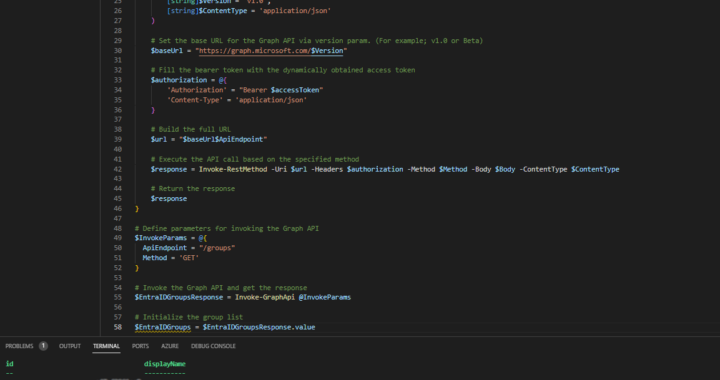 25 [string]$Version = 'v1.0',
26 [string]$ContentType = 'application/json'
27 )
28
29 # Set the base URL for the Graph API via version param. (For example; v1.0 or Beta)
30 $baseUrl = "https://graph.microsoft.com/$Version"
31
32 # Fill the bearer token with the dynamically obtained access token
33 $authorization = @{
34 'Authorization' = "Bearer $accessToken"
35 'Content-Type' = 'application/json'
36 }
37
38 # Build the full URL
39 $url = "$baseUrl$ApiEndpoint"
40
41 # Execute the API call based on the specified method
42 $response = Invoke-RestMethod -Uri $url -Headers $authorization -Method $Method -Body $Body -ContentType $ContentType
43
44 # Return the response
45 $response
46 }
47
48 # Define parameters for invoking the Graph API
49 $InvokeParams = @{
50 ApiEndpoint = "/groups"
51 Method = 'GET'
52 }
53
54 # Invoke the Graph API and get the response
55 $EntraIDGroupsResponse = Invoke-GraphApi @InvokeParams
56
57 # Initialize the group list
58 $EntraIDGroups = $EntraIDGroupsResponse.value
PROBLEMS 1 OUTPUT TERMINAL PORTS AZURE DEBUG CONSOLE
id displayName
-- -----------